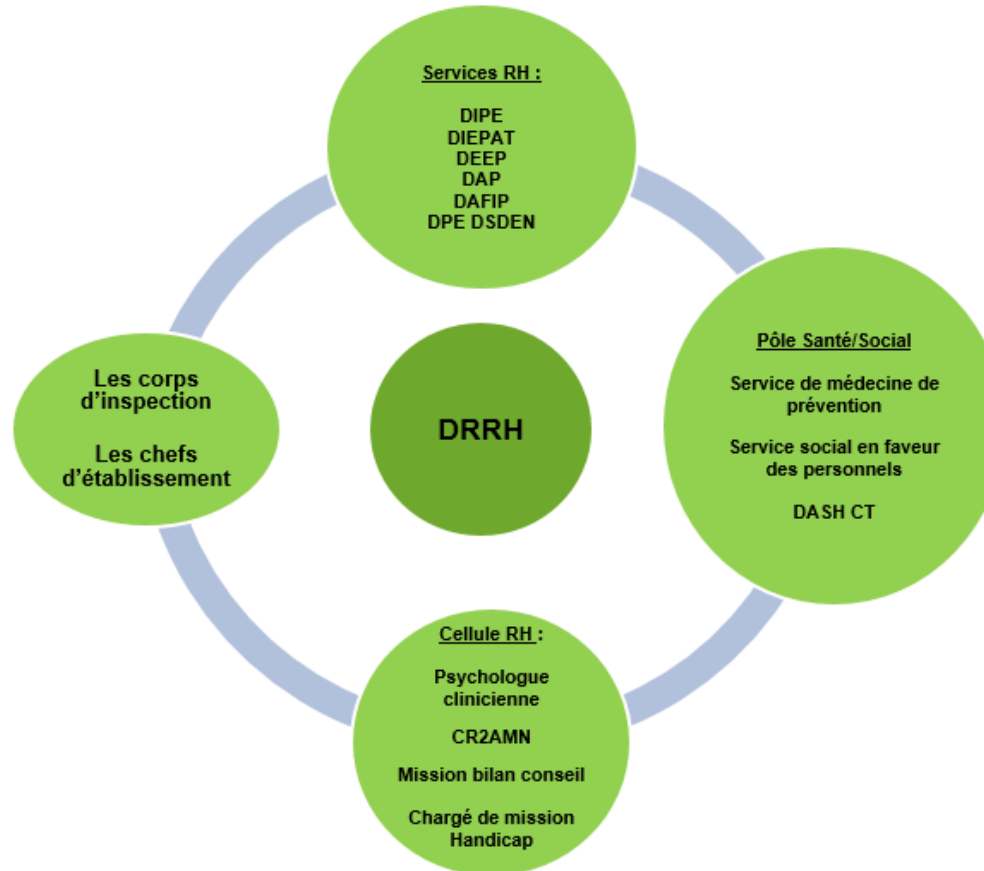 Services RH :
DIPE
DIEPAT
DEEP
DAP
DAFIP
DPE DSDEN
Les corps
d’inspection
Les chefs
d’établissement
DRRH
Pôle Santé/Social
Service de médecine de
prévention
Service social en faveur
des personnels
DASH CT
Cellule RH :
Psychologue
clinicienne
CR2AMN
Mission bilan conseil
Chargé de mission
Handicap